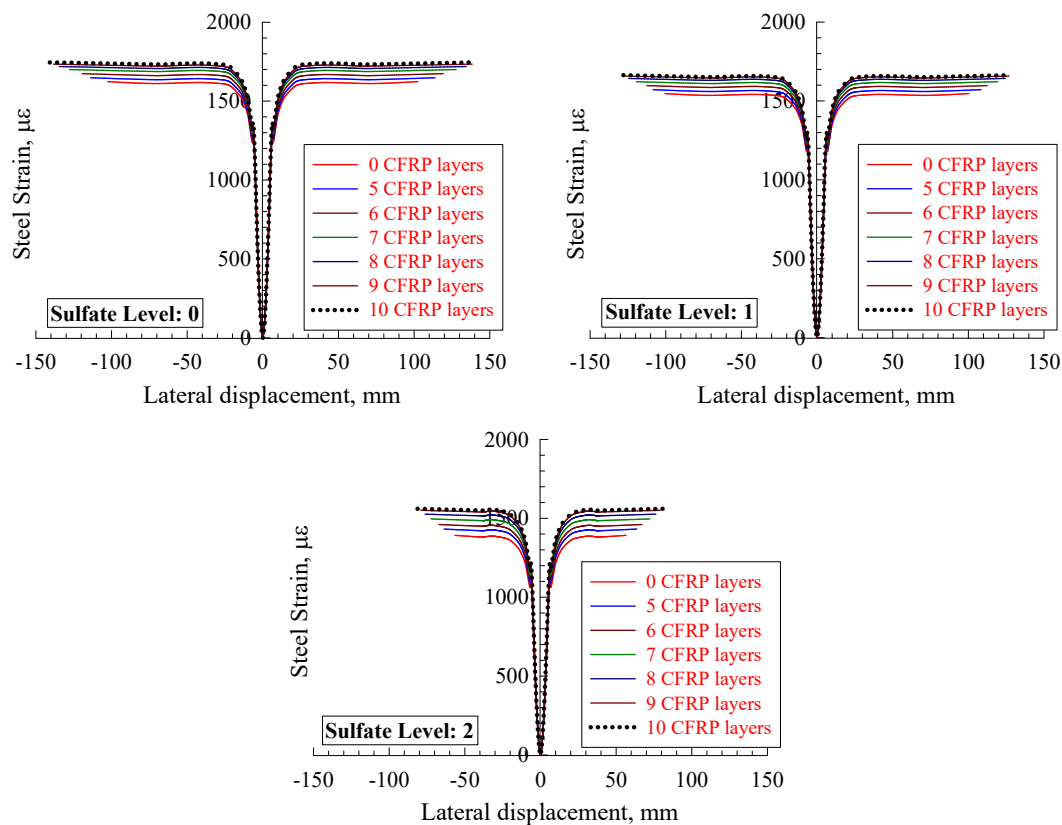 2000
1500
1000
500
0
Steel Strain, με
0 CFRP layers
5 CFRP layers
6 CFRP layers
7 CFRP layers
8 CFRP layers
9 CFRP layers
10 CFRP layers
Sulfate Level: 0
-150 -100 -50 0 50 100 150
Lateral displacement, mm
2000
1500
1000
500
0
Steel Strain, με
0 CFRP layers
5 CFRP layers
6 CFRP layers
7 CFRP layers
8 CFRP layers
9 CFRP layers
10 CFRP layers
Sulfate Level: 1
-150 -100 -50 0 50 100 150
Lateral displacement, mm
2000
1500
1000
500
0
Steel Strain, με
0 CFRP layers
5 CFRP layers
6 CFRP layers
7 CFRP layers
8 CFRP layers
9 CFRP layers
10 CFRP layers
Sulfate Level: 2
-150 -100 -50 0 50 100 150
Lateral displacement, mm